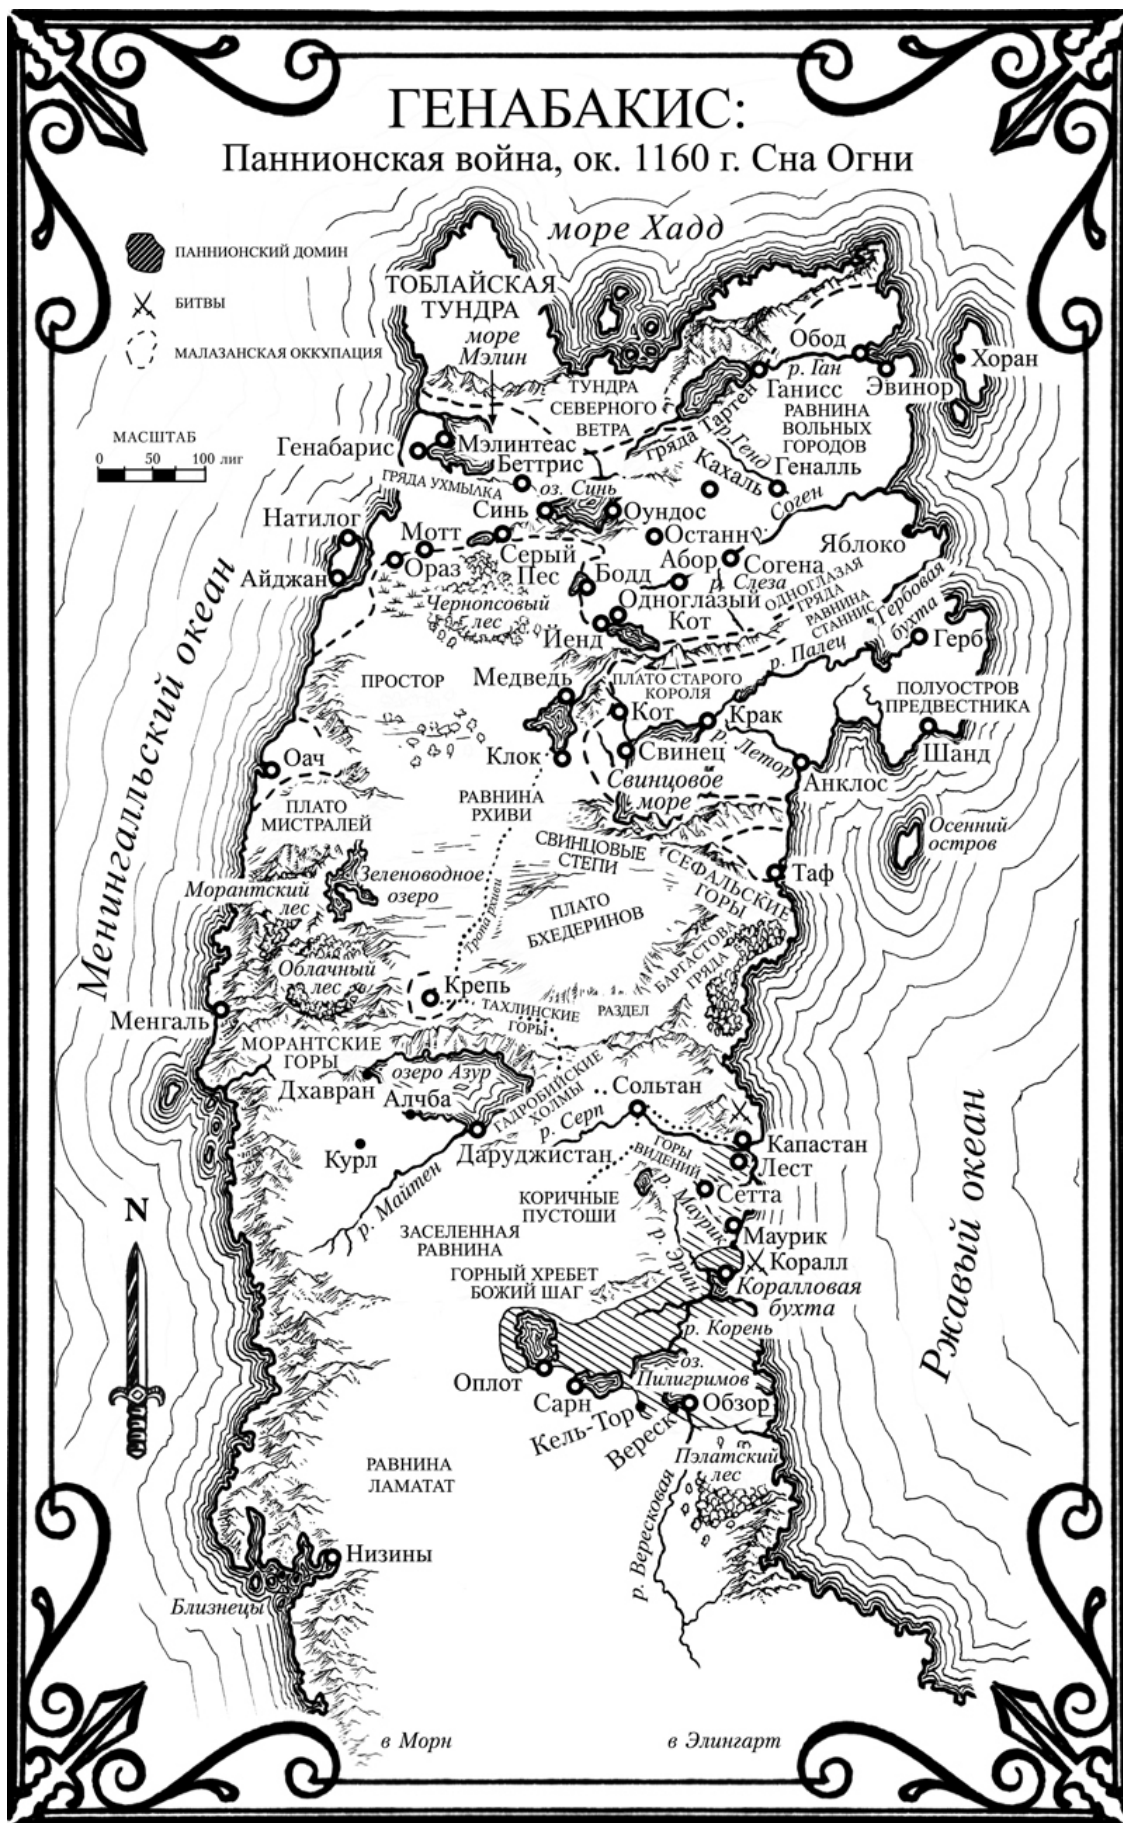 ГЕНАБАКИС:
Паннионская война, ок. 1160 г. Сна Огни
море Хадд
ПАННИОНСКИЙ ДОМИН
БИТВЫ
МАЛАЗАНСКАЯ ОККУПАЦИЯ
МАСШТАБ
0 50 100 лиг
ТОБЛАЙСКАЯ
ТУНДРА
море
Мэлин
Обод
р. Ган
Ганисс
Эвинор
Хоран
ТУНДРА
СЕВЕРНОГО
ВЕТРА
РАВНИНА
ВОЛЬНЫХ
ГОРОДОВ
гряда Тартен
р. Генд
Генабарис
Мэлинтеас
Беттрис
Кахаль
Геналль
ГРЯДА УХМЫЛКА
оз. Синь
р. Соген
Натилог
Мотт
Синь
Оундос
Останн
Яблоко
Айджан
Ораз
Серый
Пес
Бодд
Абор
Согена
р. Слеза
ОДНОГЛАЗАЯ
ГРЯДА
Чернопсовый
лес
Одноглазый
Кот
РАВНИНА
СТАННИС
Гербовая
бухта
Йенд
р. Палец
Герб
ПРОСТОР
Медведь
ПЛАТО СТАРОГО
КОРОЛЯ
ПОЛУОСТРОВ
ПРЕДВЕСТНИКА
Кот
Крак
Оач
Клок
Свинец
р. Летор
Шанд
Свинцовое
море
Анклос
ПЛАТО
МИСТРАЛЕЙ
РАВНИНА
РХИВИ
Осенний
остров
СВИНЦОВЫЕ
СТЕПИ
СЕФАЛЬСКИЕ
ГОРЫ
Таф
Морантский
лес
Зеленоводное
озеро
Тропа рхиви
ПЛАТО
БХЕДЕРИНОВ
БАРГАСТОВА
ГРЯДА
Менингалльский океан
Облачный
лес
Крепь
ТАХЛИНСКИЕ
ГОРЫ
РАЗДЕЛ
Менгаль
МОРАНТСКИЕ
ГОРЫ
озеро Азур
Дхавран
Алчба
ГАДРОБИЙСКИЕ
ХОЛМЫ
Сольтан
р. Серп
Курл
Даруджистан
ГОРЫ
ВИДЕНИЙ
Капастан
Лест
р. Майтен
КОРИЧНЫЕ
ПУСТОШИ
р. Маурик
Сетта
N
ЗАСЕЛЕННАЯ
РАВНИНА
р. Эрин
Маурик
Коралл
ГОРНЫЙ ХРЕБЕТ
БОЖИЙ ШАГ
Коралловая
бухта
Ржавый океан
р. Корень
Оплот
оз.
Пилигримов
Сарн
Обзор
Кель-Тор
Вереск
Пэлатский
лес
РАВНИНА
ЛАМАТАТ
р. Вересковая
Низины
Близнецы
в Морн
в Элингарт